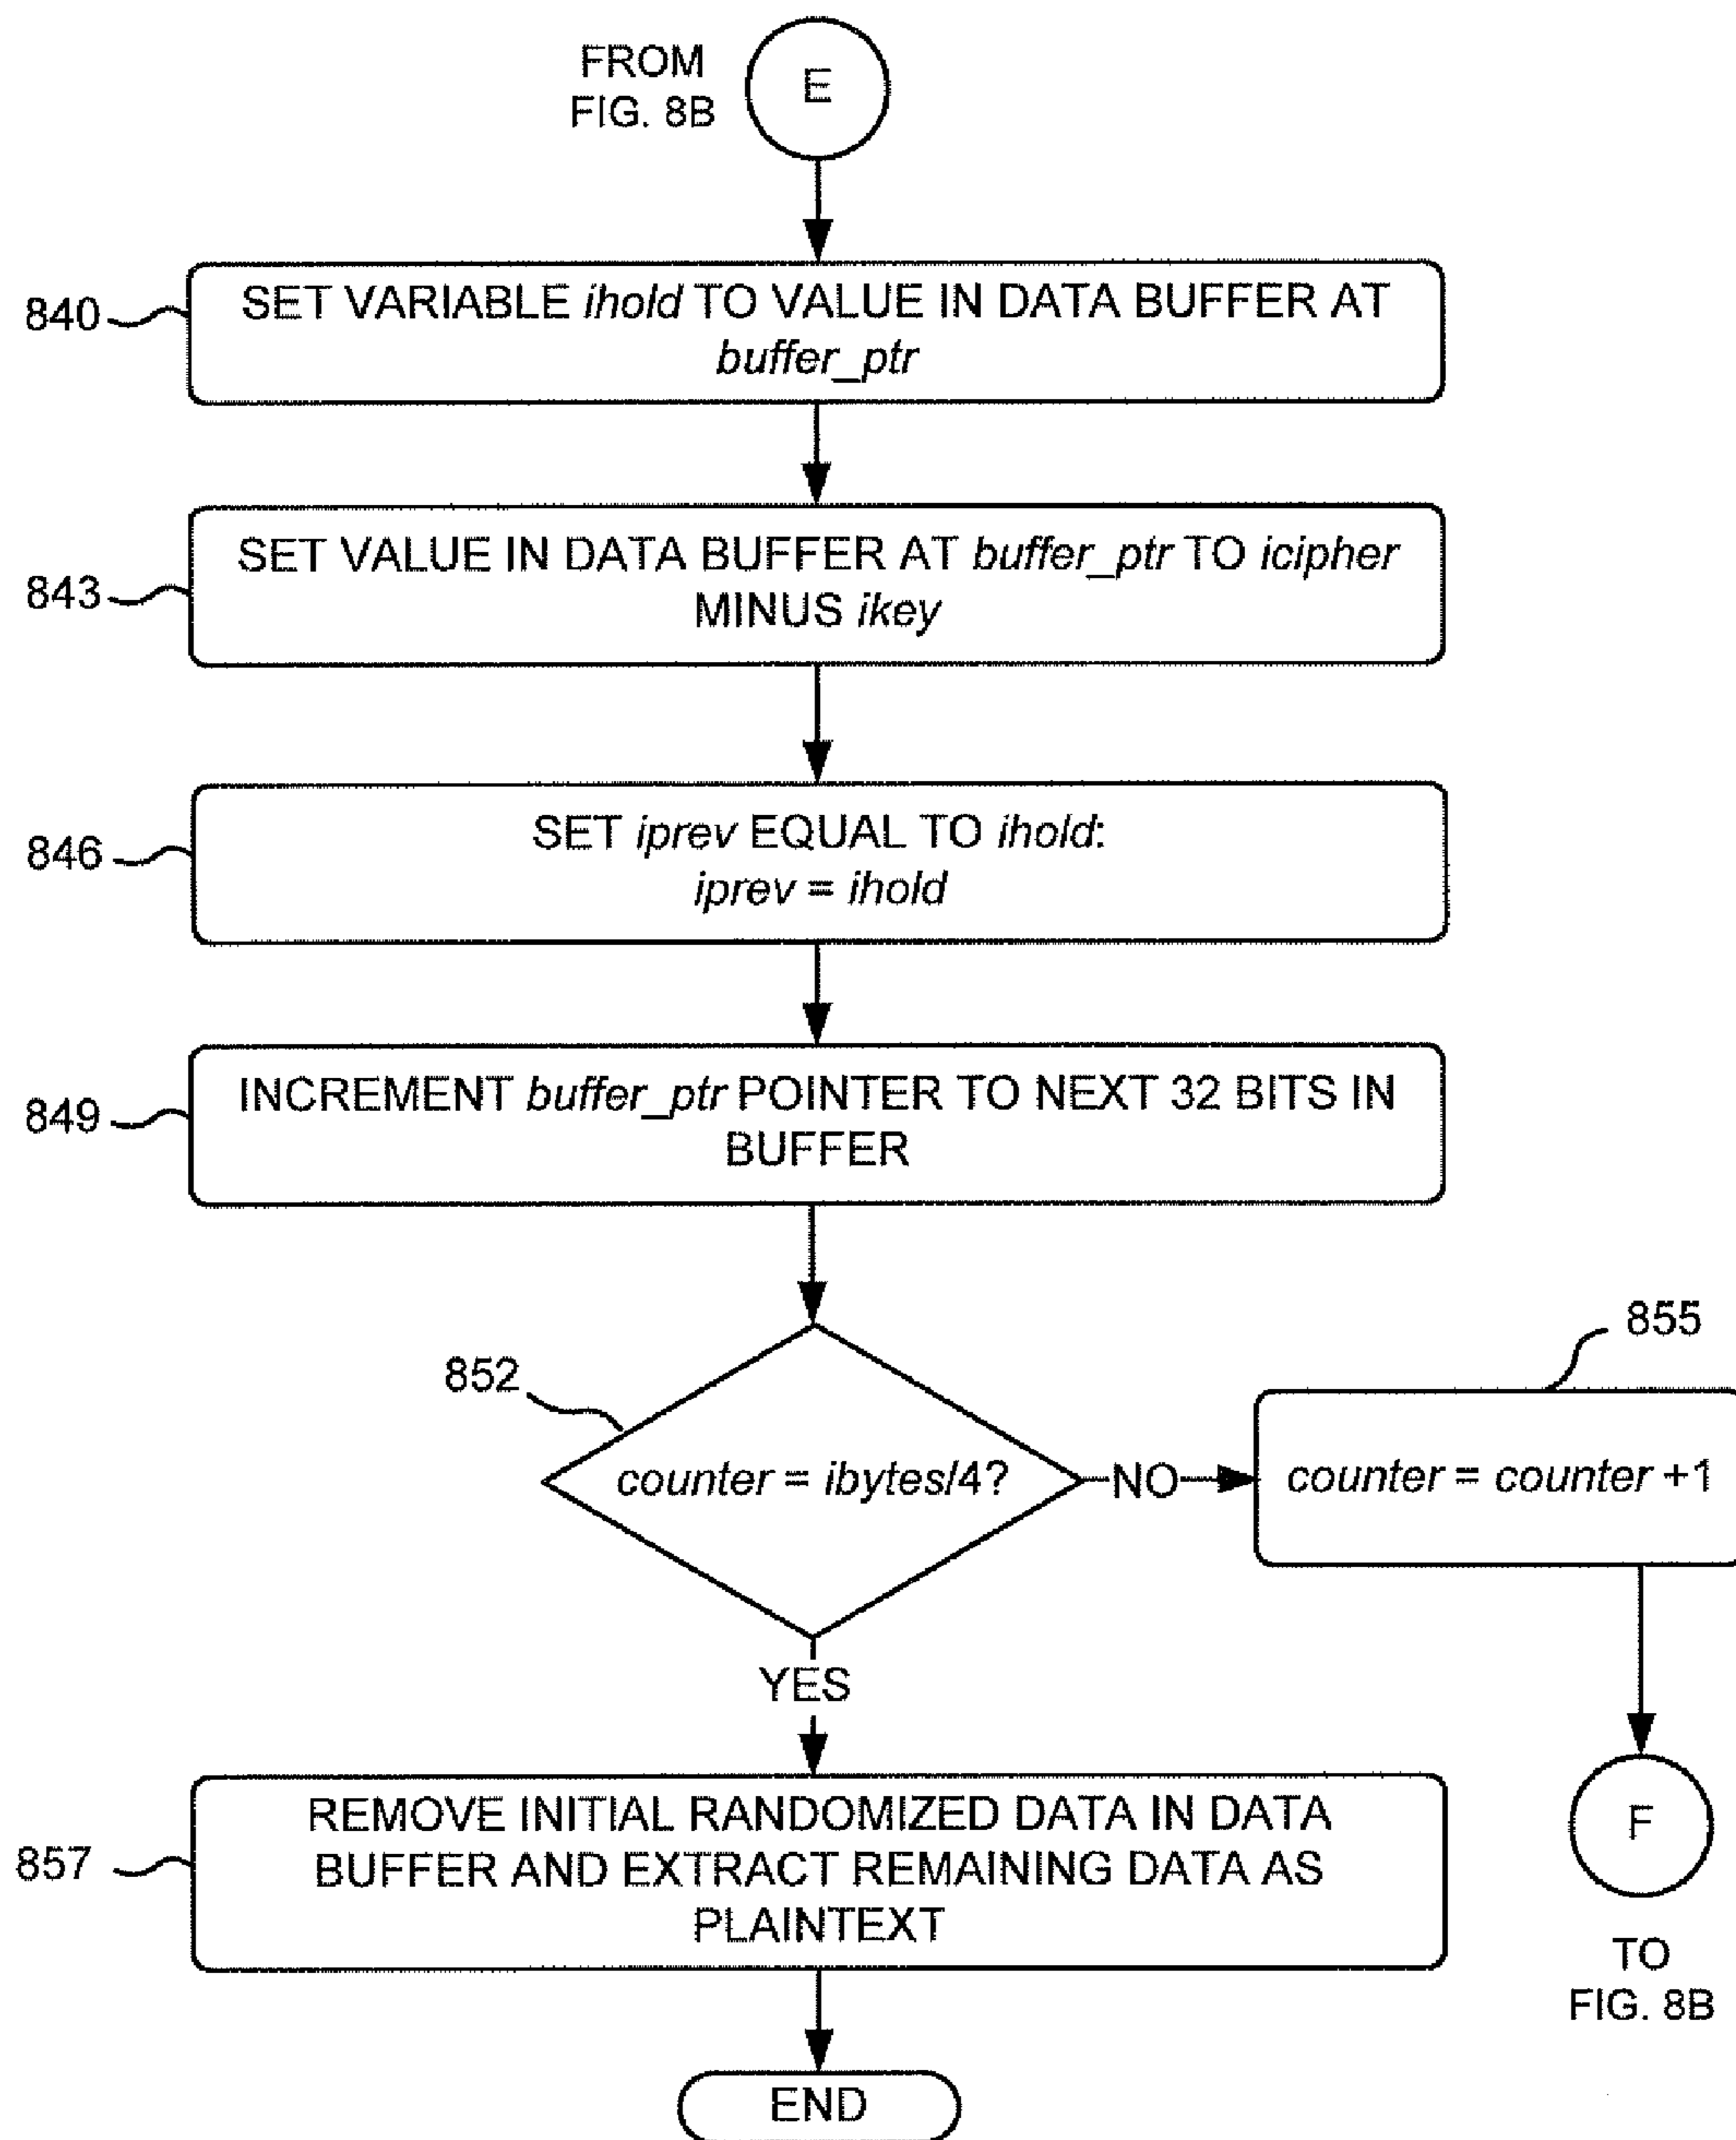 FROM
FIG. 8B
E
840
SET VARIABLE ihold TO VALUE IN DATA BUFFER AT
buffer_ptr
843
SET VALUE IN DATA BUFFER AT buffer_ptr TO icipher
MINUS ikey
846
SET iprev EQUAL TO ihold:
iprev = ihold
849
INCREMENT buffer_ptr POINTER TO NEXT 32 BITS IN
BUFFER
852
counter = ibytes/4?
NO
855
counter = counter +1
YES
857
REMOVE INITIAL RANDOMIZED DATA IN DATA
BUFFER AND EXTRACT REMAINING DATA AS
PLAINTEXT
F
TO
FIG. 8B
END